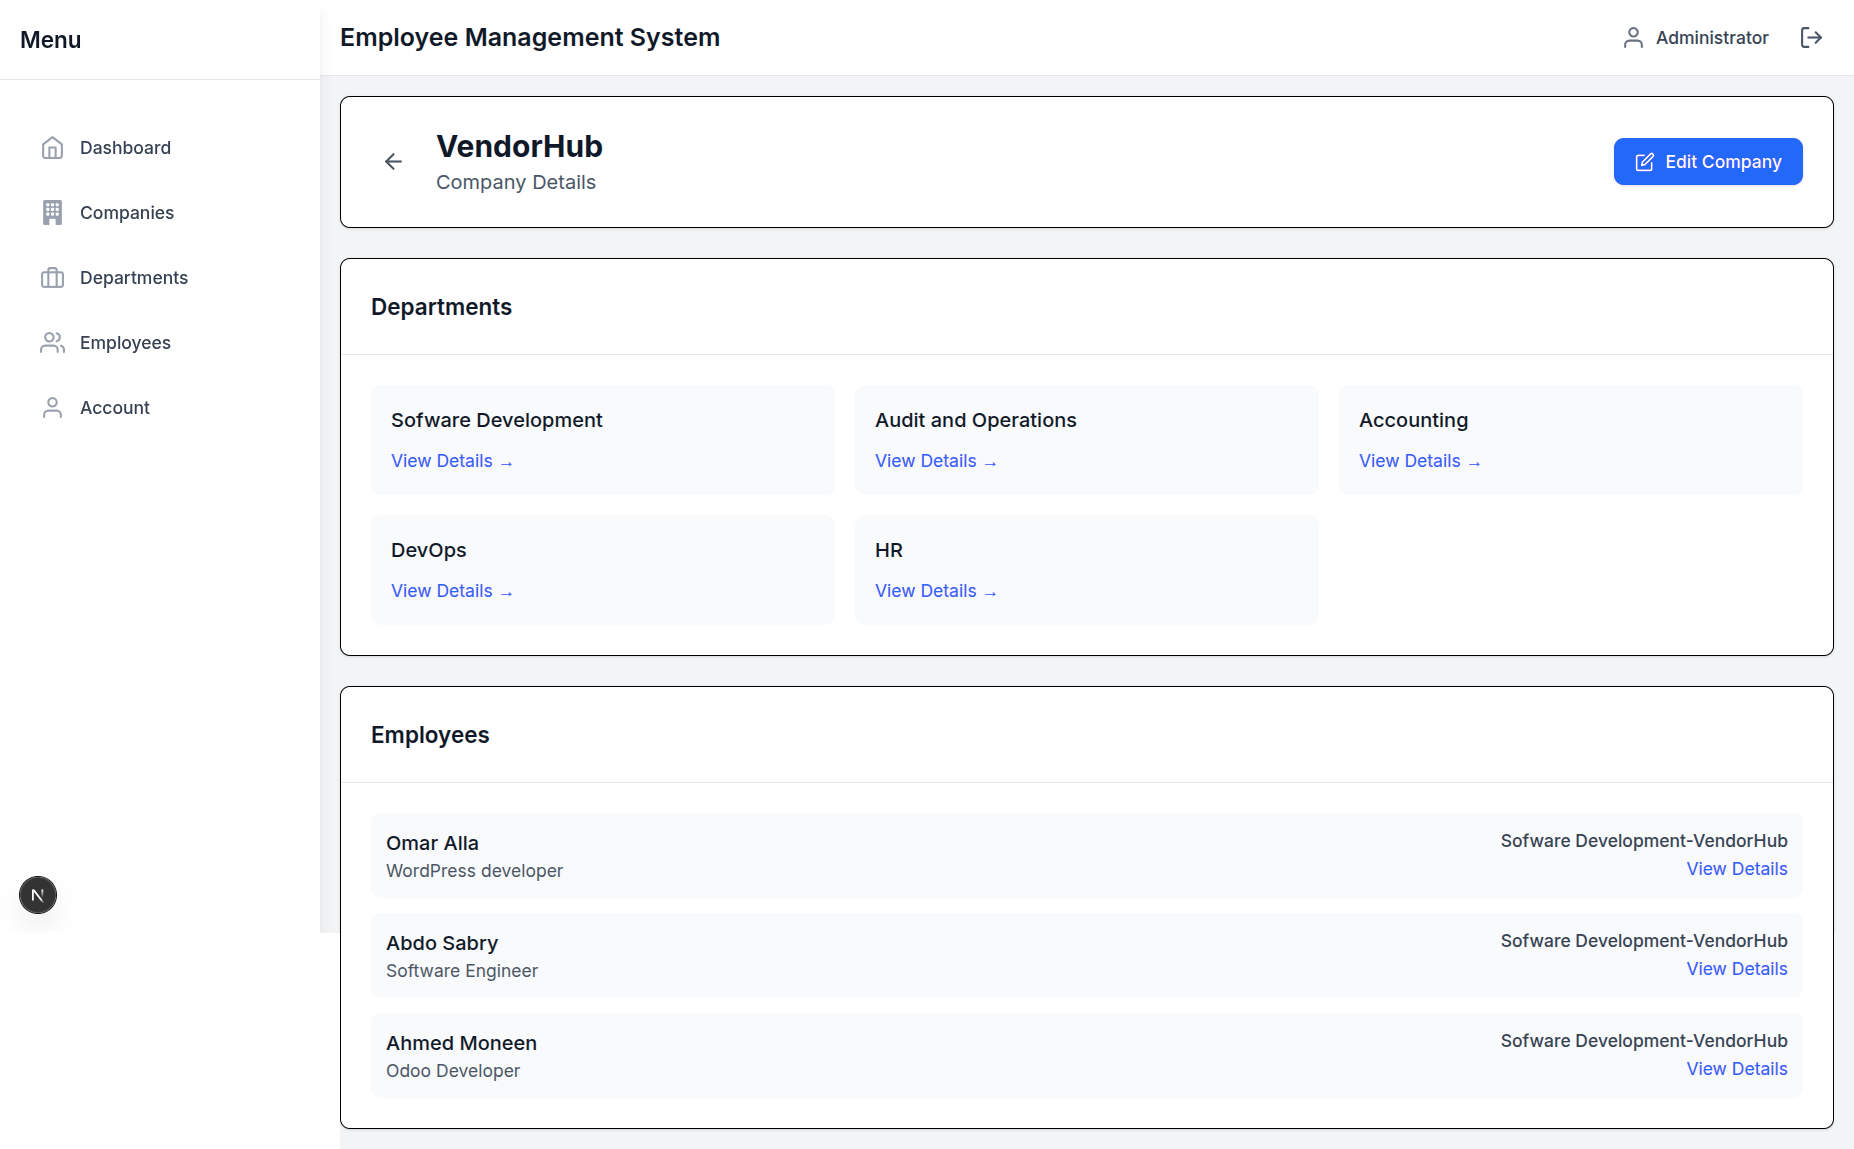 Menu
Dashboard
Companies
Departments
Employees
Account
N
Employee Management System
Administrator
VendorHub
Company Details
Edit Company
Departments
Sofware Development
View Details →
Audit and Operations
View Details →
Accounting
View Details →
DevOps
View Details →
HR
View Details →
Employees
Omar Alla
WordPress developer
Sofware Development-VendorHub
View Details
Abdo Sabry
Software Engineer
Sofware Development-VendorHub
View Details
Ahmed Moneen
Odoo Developer
Sofware Development-VendorHub
View Details